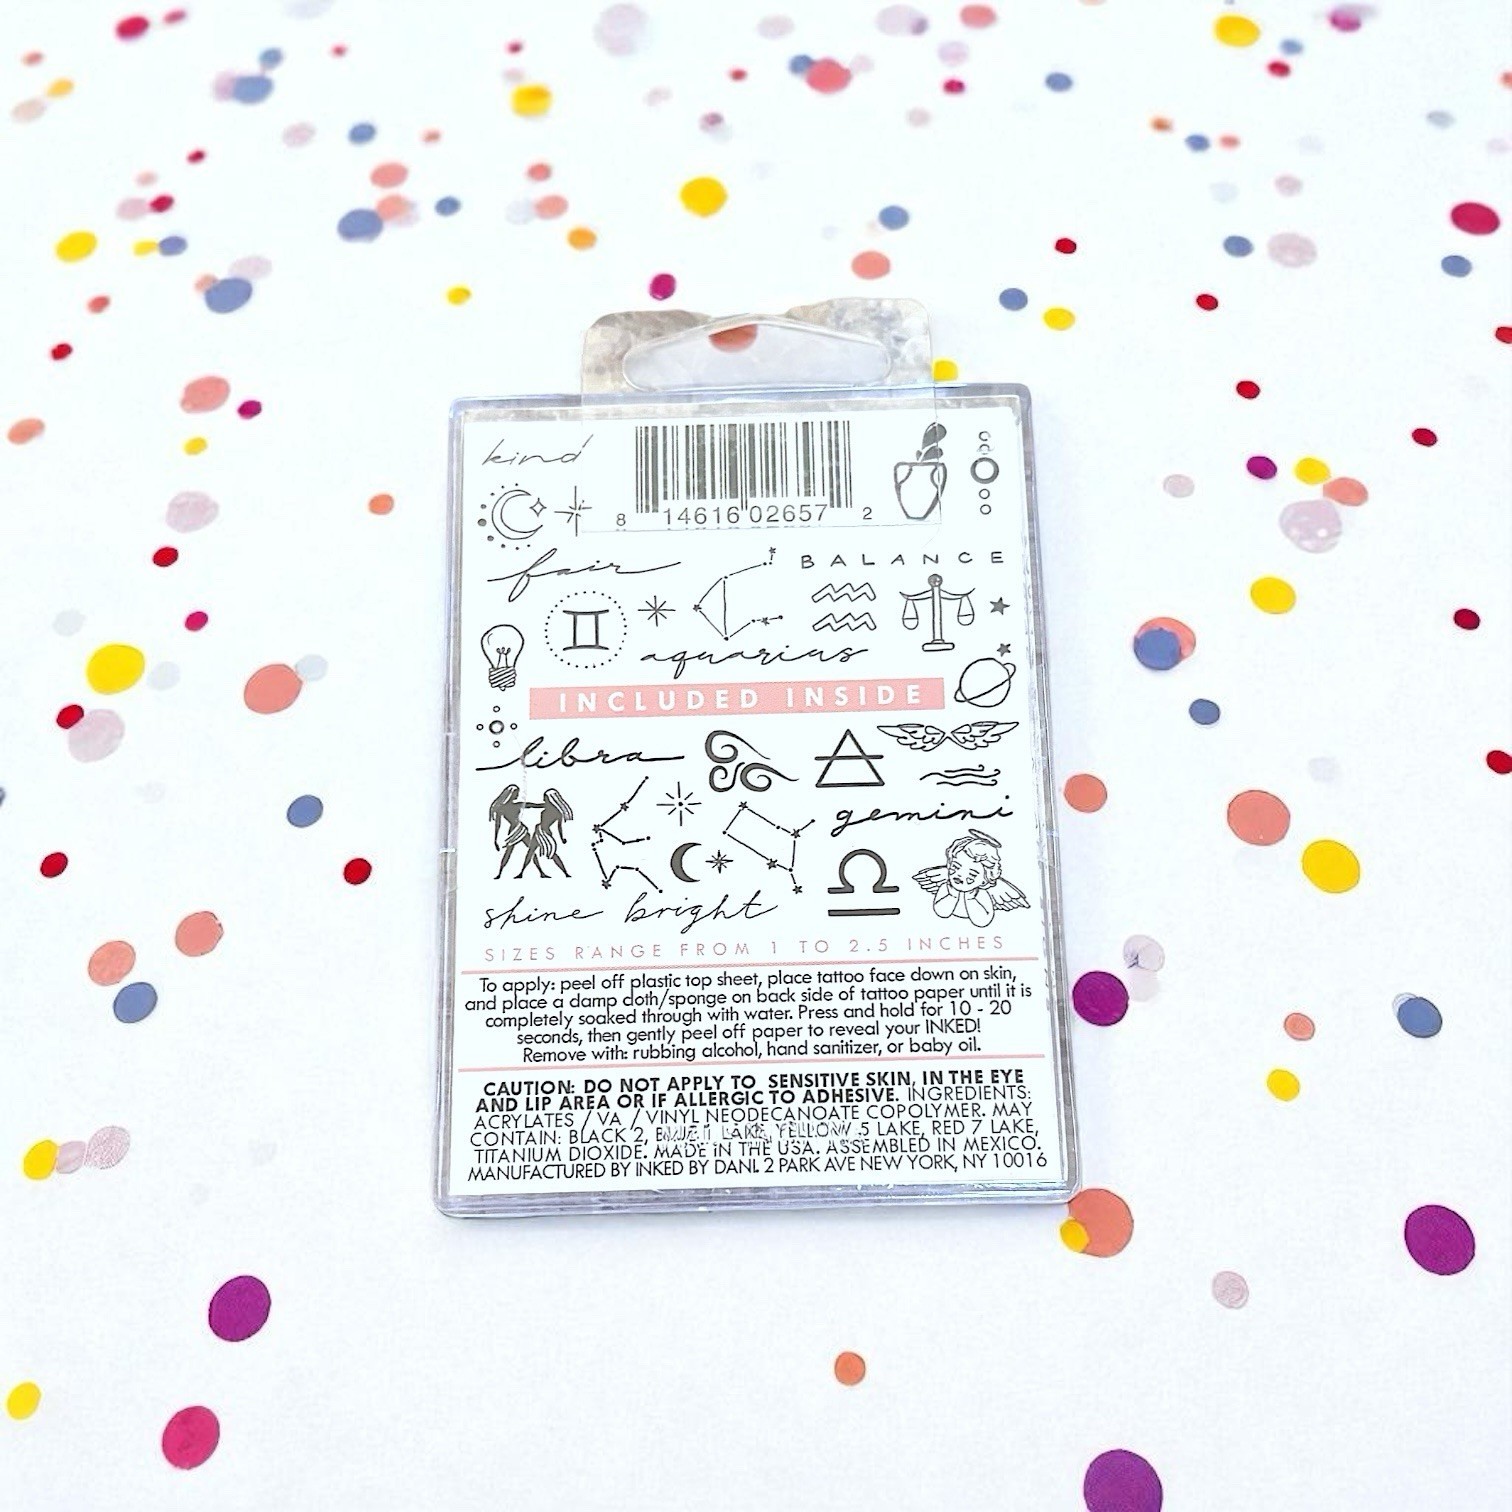 kind
8 14616 02657 2
fair
BALANCE
aquarius
INCLUDED INSIDE
libra
gemini
shine bright
SIZES RANGE FROM 1 TO 2.5 INCHES
To apply: peel off plastic top sheet, place tattoo face down on skin,
and place a damp cloth/sponge on back side of tattoo paper until it is
completely soaked through with water. Press and hold for 10 - 20
seconds, then gently peel off paper to reveal your INKED!
Remove with: rubbing alcohol, hand sanitizer, or baby oil.
CAUTION: DO NOT APPLY TO SENSITIVE SKIN, IN THE EYE
AND LIP AREA OR IF ALLERGIC TO ADHESIVE. INGREDIENTS:
ACRYLATES / VA / VINYL NEODECANOATE COPOLYMER. MAY
CONTAIN: BLACK 2, LAKE, YELLOW 5 LAKE, RED 7 LAKE,
TITANIUM DIOXIDE. MADE IN THE USA. ASSEMBLED IN MEXICO.
MANUFACTURED BY INKED BY DANI. 2 PARK AVE NEW YORK, NY 10016